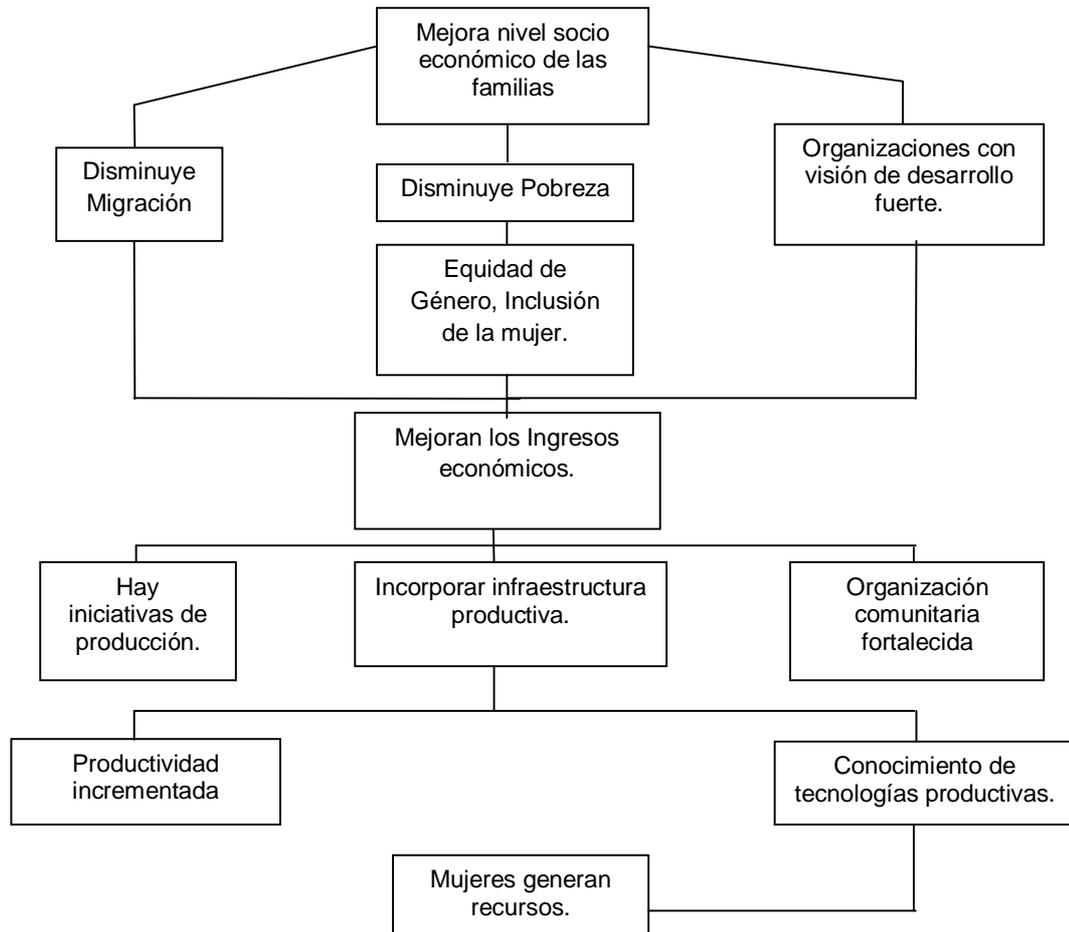 Mejora nivel socio
económico de las
familias
Disminuye
Migración
Disminuye Pobreza
Organizaciones con
visión de desarrollo
fuerte.
Equidad de
Género, Inclusión
de la mujer.
Mejoran los Ingresos
económicos.
Hay
iniciativas de
producción.
Incorporar infraestructura
productiva.
Organización
comunitaria
fortalecida
Productividad
incrementada
Conocimiento de
tecnologías productivas.
Mujeres generan
recursos.